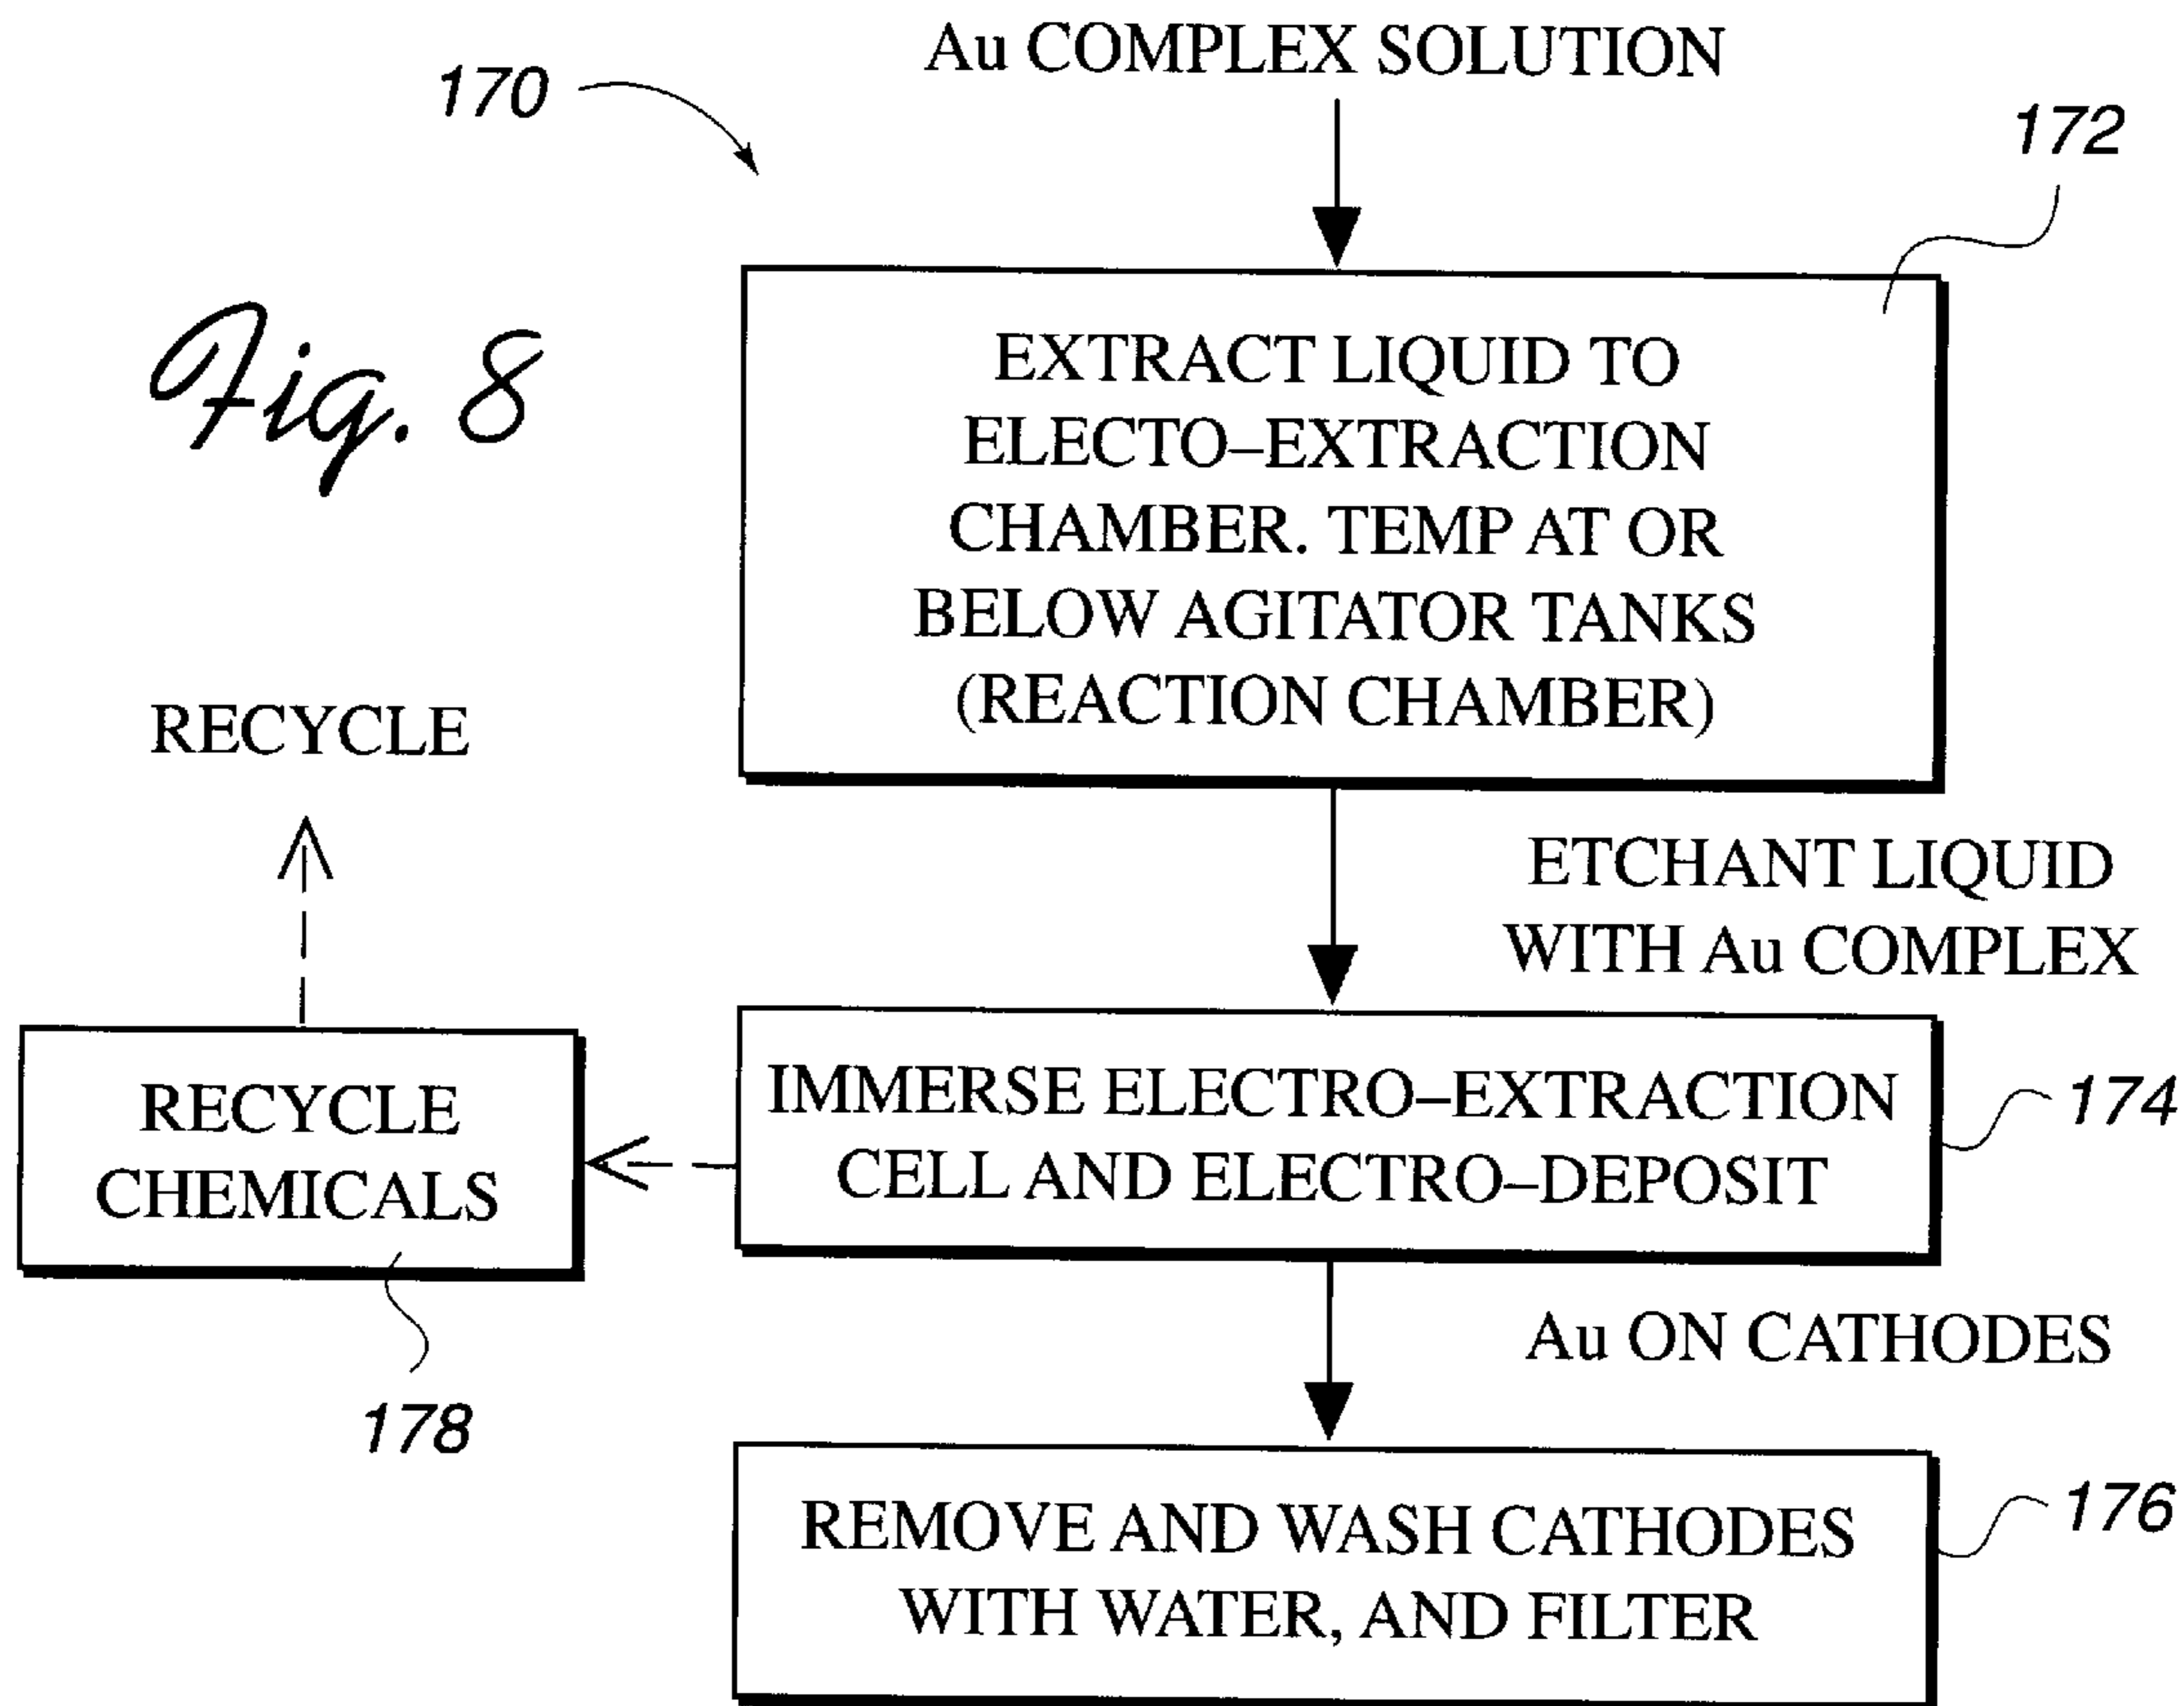 Au COMPLEX SOLUTION
170
172
Fig. 8
EXTRACT LIQUID TO
ELECTO–EXTRACTION
CHAMBER. TEMP AT OR
BELOW AGITATOR TANKS
(REACTION CHAMBER)
RECYCLE
ETCHANT LIQUID
WITH Au COMPLEX
RECYCLE
CHEMICALS
178
IMMERSE ELECTRO–EXTRACTION
CELL AND ELECTRO–DEPOSIT
174
Au ON CATHODES
REMOVE AND WASH CATHODES
WITH WATER, AND FILTER
176